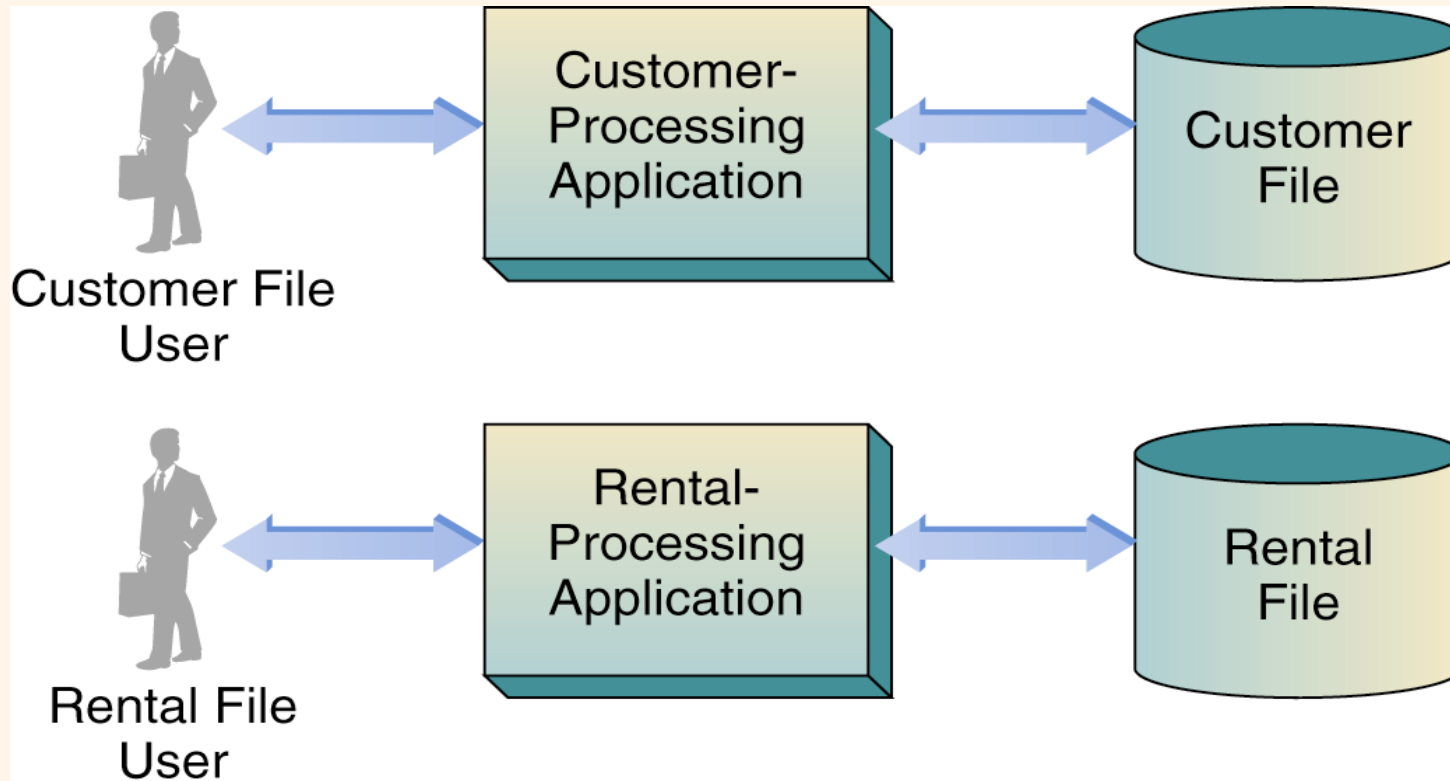 Customer-
Processing
Application
Customer
File
Customer File
User
Rental-
Processing
Application
Rental
File
Rental File
User